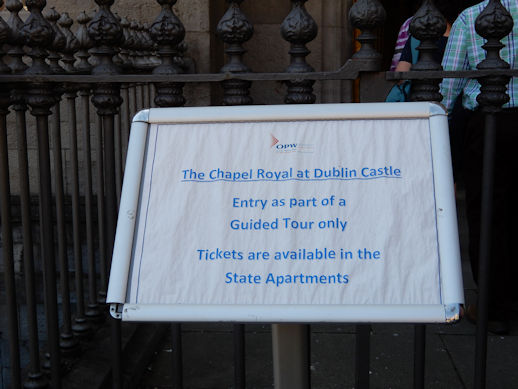 OPW
The Chapel Royal at Dublin Castle
Entry as part of a
Guided Tour only
Tickets are available in the
State Apartments